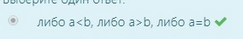 Выберите один ответ:
либо a<b, либо a>b, либо a=b